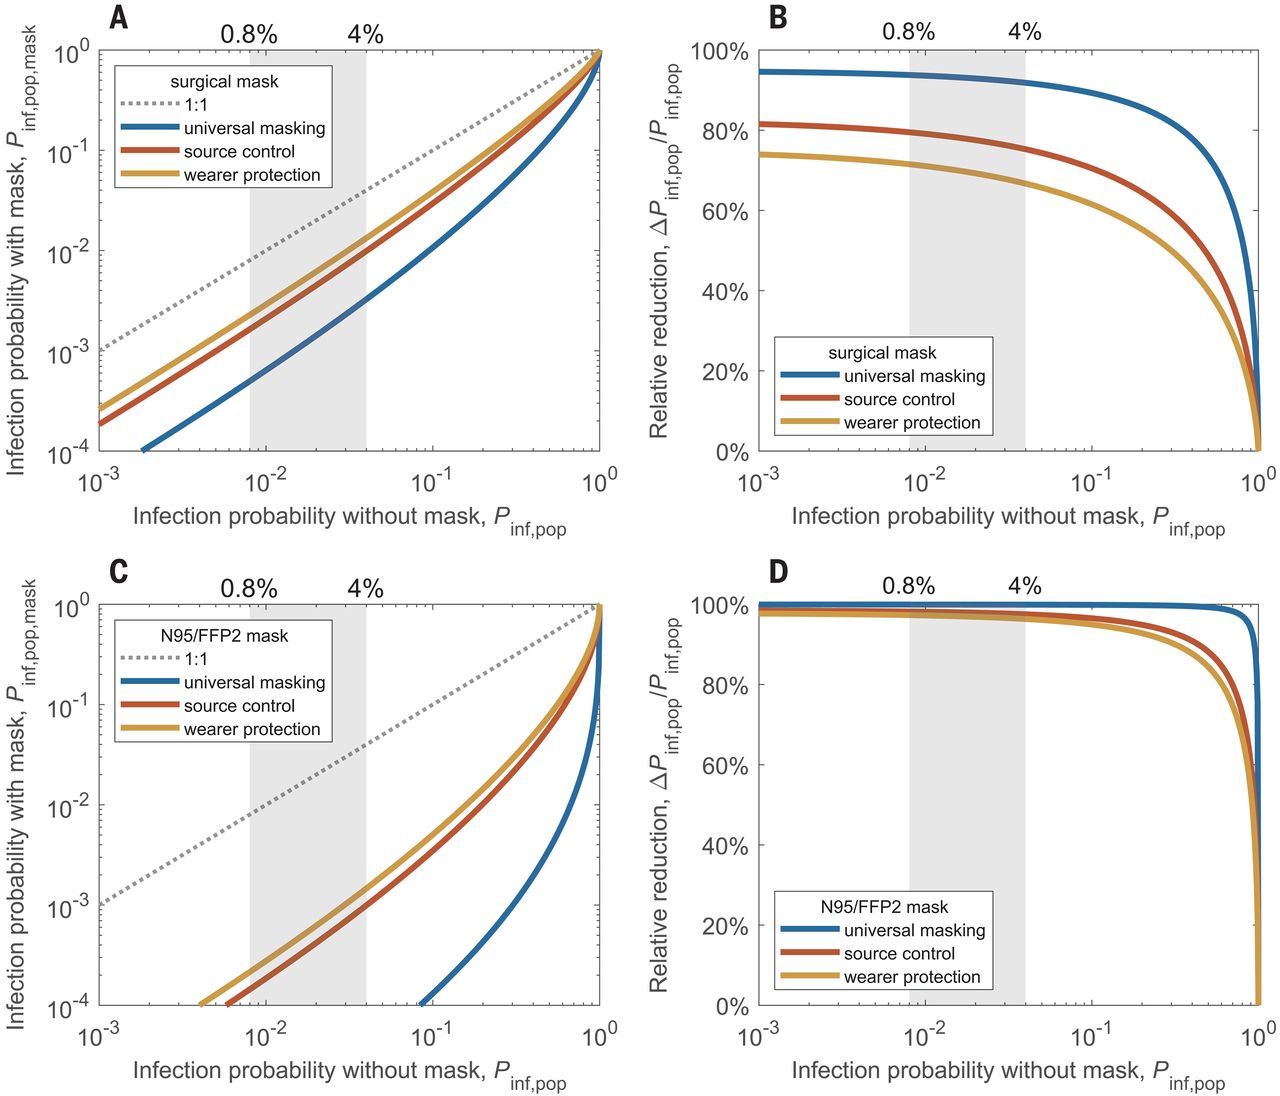 A
0.8% 4%
Infection probability with mask, P_inf,pop,mask
10^0
10^-1
10^-2
10^-3
10^-4
surgical mask
1:1
universal masking
source control
wearer protection
10^-3 10^-2 10^-1 10^0
Infection probability without mask, P_inf,pop
B
0.8% 4%
Relative reduction, ΔP_inf,pop/P_inf,pop
100%
80%
60%
40%
20%
0%
surgical mask
universal masking
source control
wearer protection
10^-3 10^-2 10^-1 10^0
Infection probability without mask, P_inf,pop
C
0.8% 4%
Infection probability with mask, P_inf,pop,mask
10^0
10^-1
10^-2
10^-3
10^-4
N95/FFP2 mask
1:1
universal masking
source control
wearer protection
10^-3 10^-2 10^-1 10^0
Infection probability without mask, P_inf,pop
D
0.8% 4%
Relative reduction, ΔP_inf,pop/P_inf,pop
100%
80%
60%
40%
20%
0%
N95/FFP2 mask
universal masking
source control
wearer protection
10^-3 10^-2 10^-1 10^0
Infection probability without mask, P_inf,pop